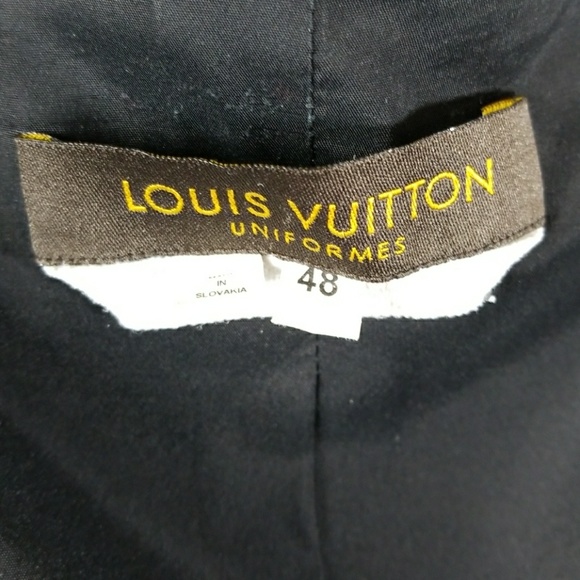 LOUIS VUITTON
UNIFORMES
IN
SLOVAKIA
48